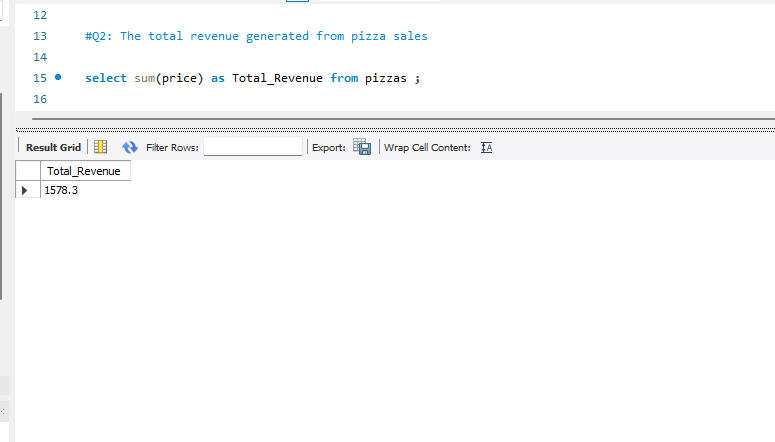 12
13 #Q2: The total revenue generated from pizza sales
14
15 select sum(price) as Total_Revenue from pizzas ;
16
Result Grid Filter Rows: Export: Wrap Cell Content:
Total_Revenue
1578.3